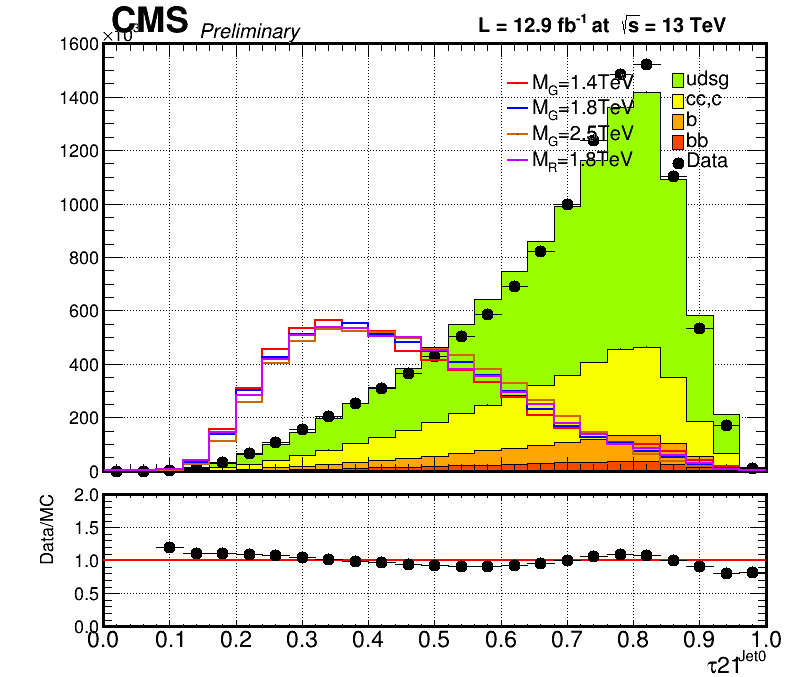 CMS Preliminary L = 12.9 fb-1 at √s = 13 TeV
×10³
1600
1400
1200
1000
800
600
400
200
0
MG=1.4TeV
MG=1.8TeV
MG=2.5TeV
MR=1.8TeV
udsg
cc,c
b
bb
Data
Data/MC
2.0
1.5
1.0
0.5
0.0
0.0 0.1 0.2 0.3 0.4 0.5 0.6 0.7 0.8 0.9 1.0
τ21Jet0